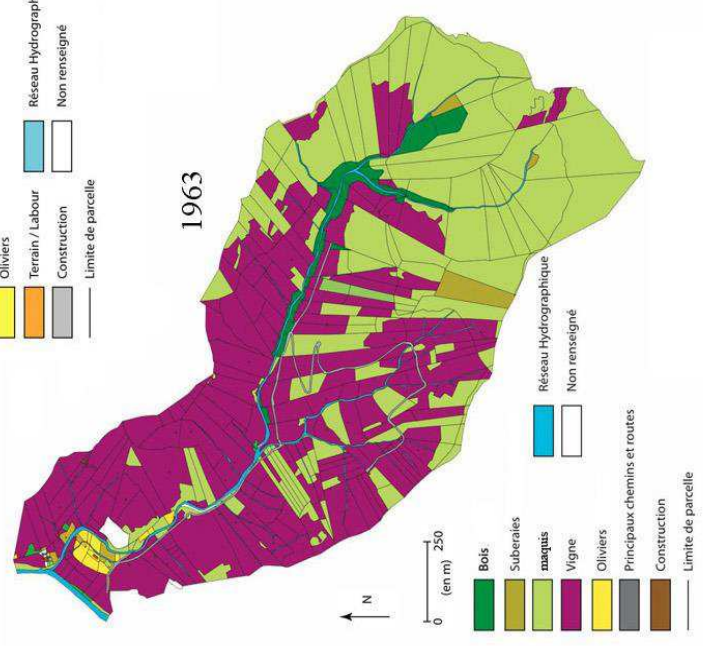 Oliviers
Terrain / Labour
Construction
Limite de parcelle
Réseau Hydrograph
Non renseigné
1963
N
0
250
(en m)
Bois
Suberaies
maquis
Vigne
Oliviers
Principaux chemins et routes
Construction
Limite de parcelle
Réseau Hydrographique
Non renseigné